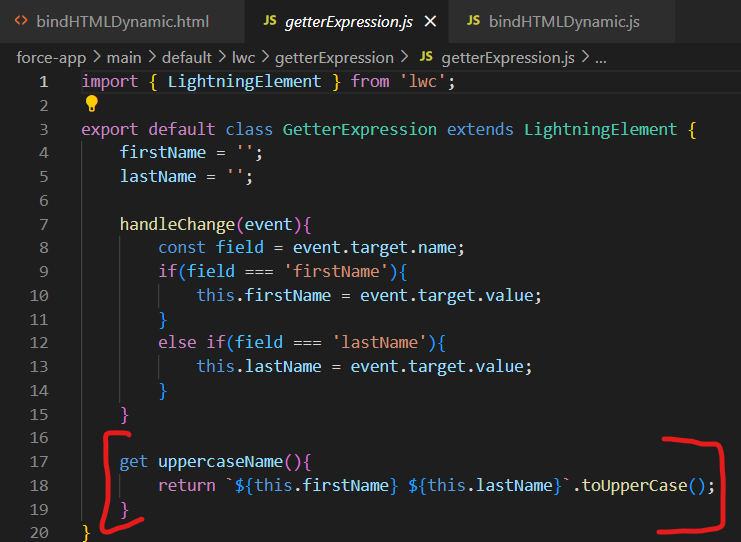 <> bindHTMLDynamic.html JS getterExpression.js × JS bindHTMLDynamic.js
force-app > main > default > lwc > getterExpression > JS getterExpression.js > ...
1 import { LightningElement } from 'lwc';
2
3 export default class GetterExpression extends LightningElement {
4 firstName = '';
5 lastName = '';
6
7 handleChange(event){
8 const field = event.target.name;
9 if(field === 'firstName'){
10 this.firstName = event.target.value;
11 }
12 else if(field === 'lastName'){
13 this.lastName = event.target.value;
14 }
15 }
16
17 get uppercaseName(){
18 return `${this.firstName} ${this.lastName}`.toUpperCase();
19 }
20 }